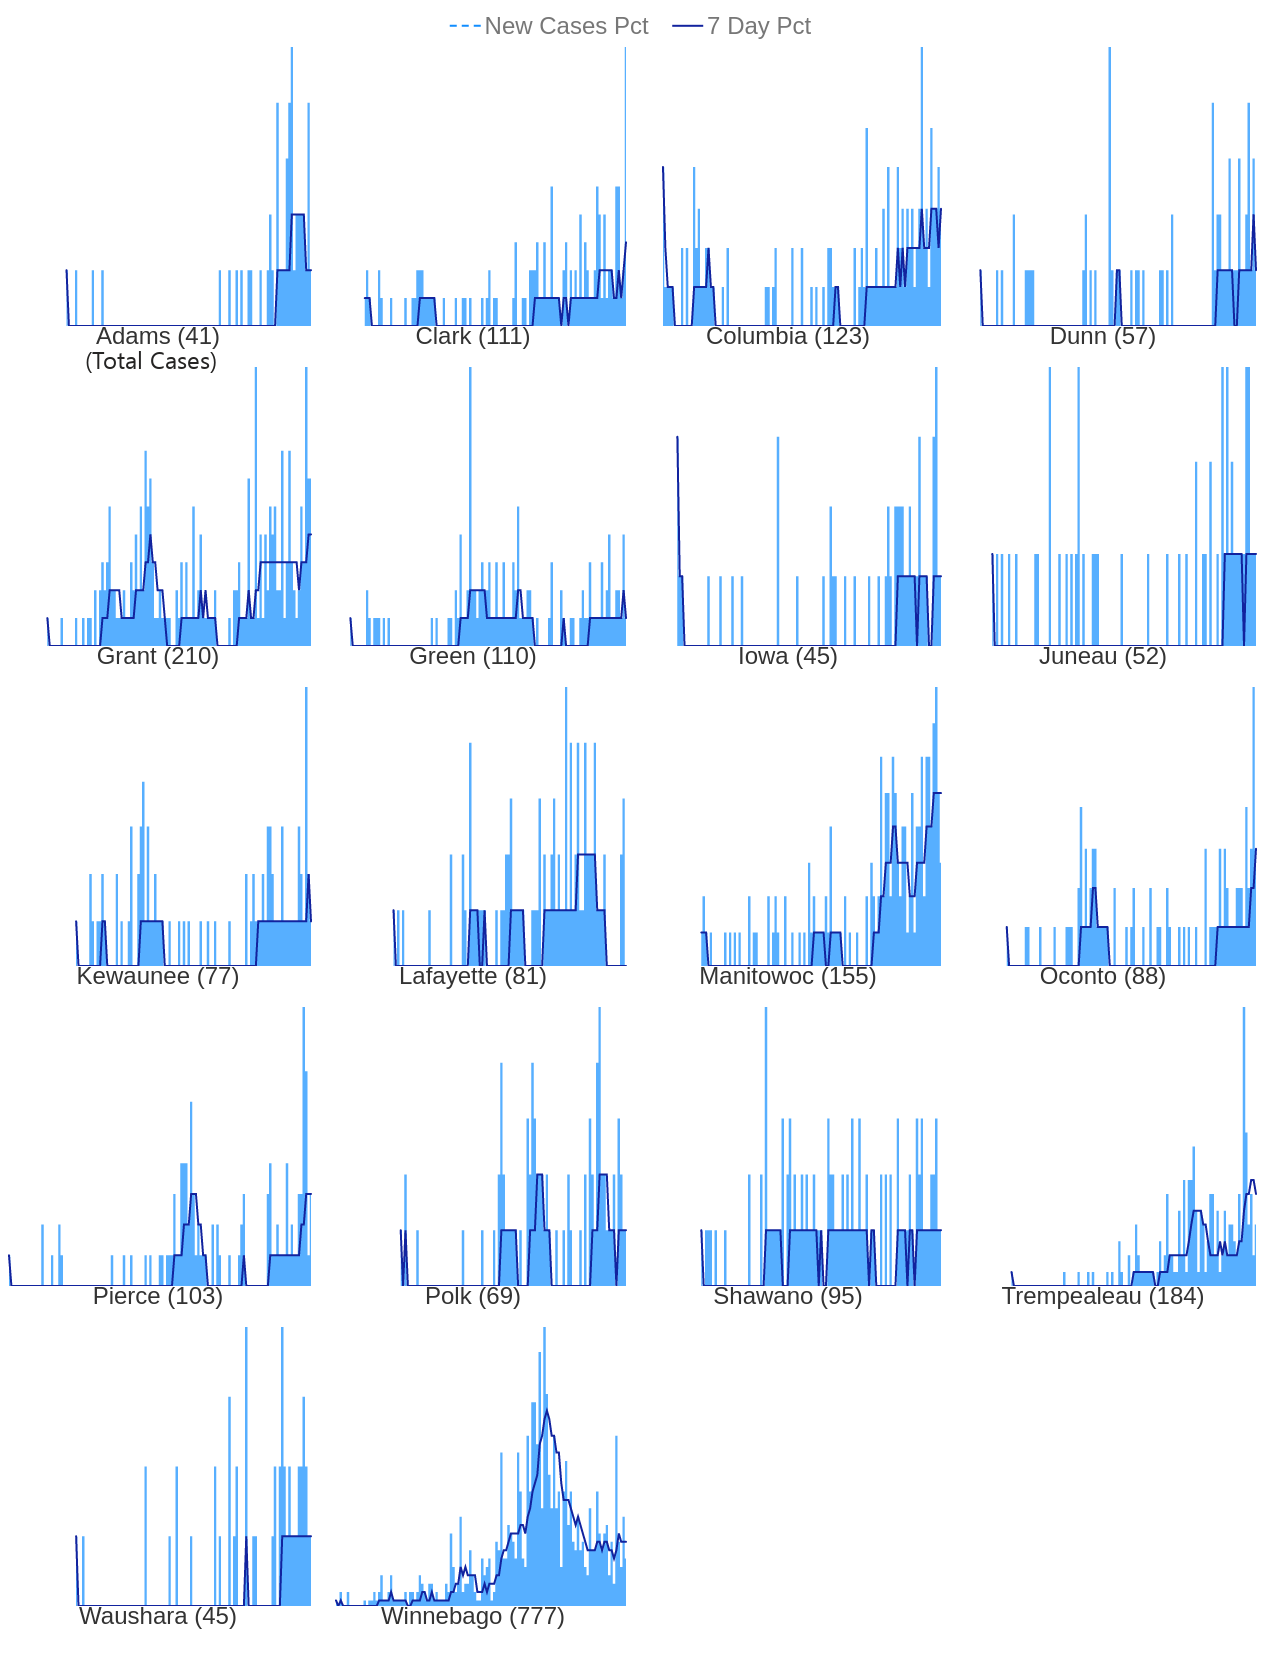 New Cases Pct 7 Day Pct
Adams (41) Clark (111) Columbia (123) Dunn (57)
(Total Cases)
Grant (210) Green (110) Iowa (45) Juneau (52)
Kewaunee (77) Lafayette (81) Manitowoc (155) Oconto (88)
Pierce (103) Polk (69) Shawano (95) Trempealeau (184)
Waushara (45) Winnebago (777)